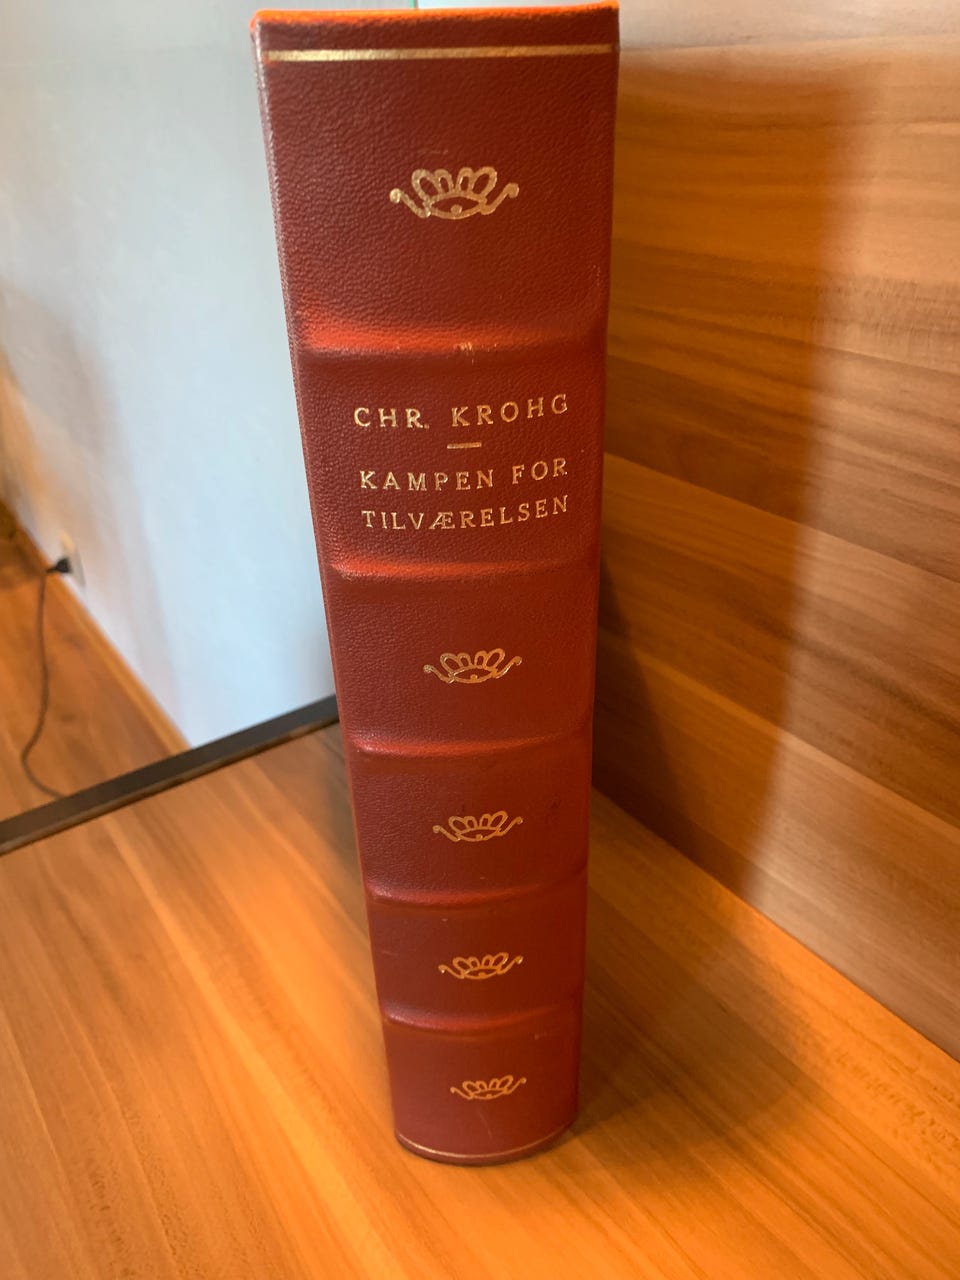 CHR. KROHG
KAMPEN FOR
TILVÆRELSEN